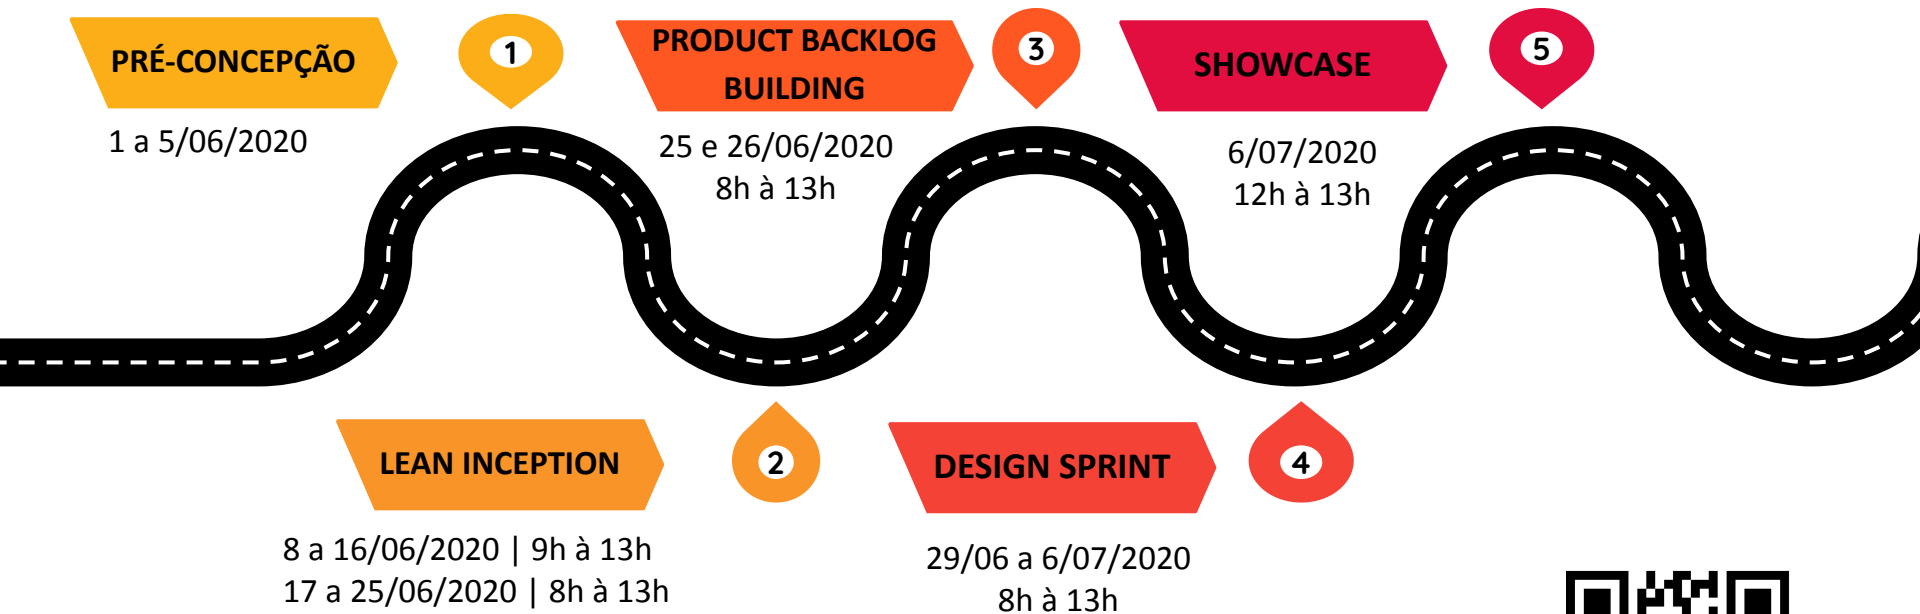 PRÉ-CONCEPÇÃO
1 a 5/06/2020
1
LEAN INCEPTION
8 a 16/06/2020 | 9h à 13h
17 a 25/06/2020 | 8h à 13h
2
PRODUCT BACKLOG
BUILDING
25 e 26/06/2020
8h à 13h
3
DESIGN SPRINT
29/06 a 6/07/2020
8h à 13h
4
SHOWCASE
6/07/2020
12h à 13h
5